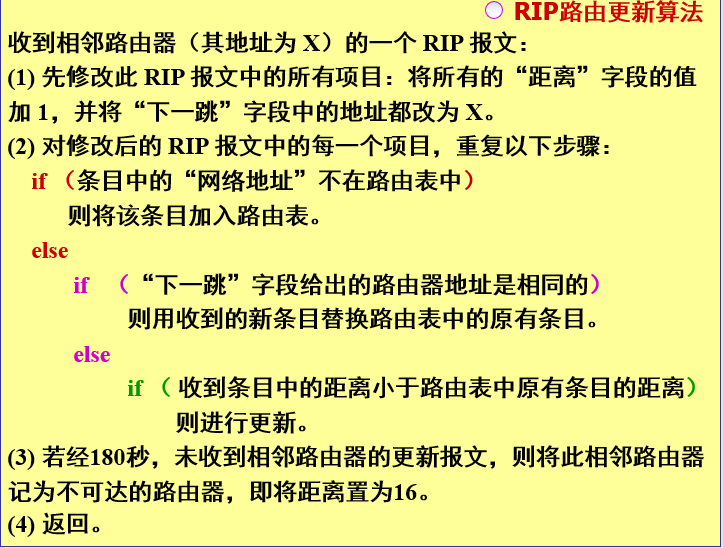 RIP路由更新算法
收到相邻路由器（其地址为 X）的一个 RIP 报文：
(1) 先修改此 RIP 报文中的所有项目：将所有的“距离”字段的值
加 1，并将“下一跳”字段中的地址都改为 X。
(2) 对修改后的 RIP 报文中的每一个项目，重复以下步骤：
if （条目中的“网络地址”不在路由表中）
则将该条目加入路由表。
else
if （“下一跳”字段给出的路由器地址是相同的）
则用收到的新条目替换路由表中的原有条目。
else
if （ 收到条目中的距离小于路由表中原有条目的距离）
则进行更新。
(3) 若经180秒，未收到相邻路由器的更新报文，则将此相邻路由器
记为不可达的路由器，即将距离置为16。
(4) 返回。